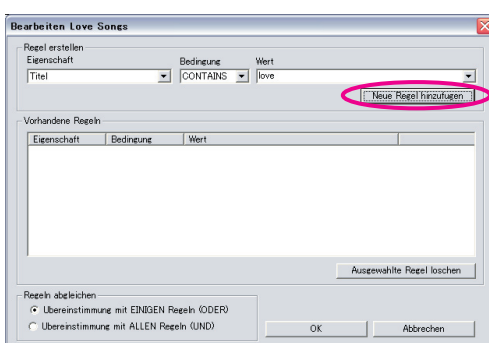 Bearbeiten Love Songs
Regel erstellen
Eigenschaft Bedingung Wert
Titel CONTAINS love
Neue Regel hinzufugen
Vorhandene Regeln
Eigenschaft Bedingung Wert
Ausgewahlte Regel loschen
Regeln abgleichen
Ubereinstimmung mit EINIGEN Regeln (ODER)
Ubereinstimmung mit ALLEN Regeln (UND)
OK Abbrechen